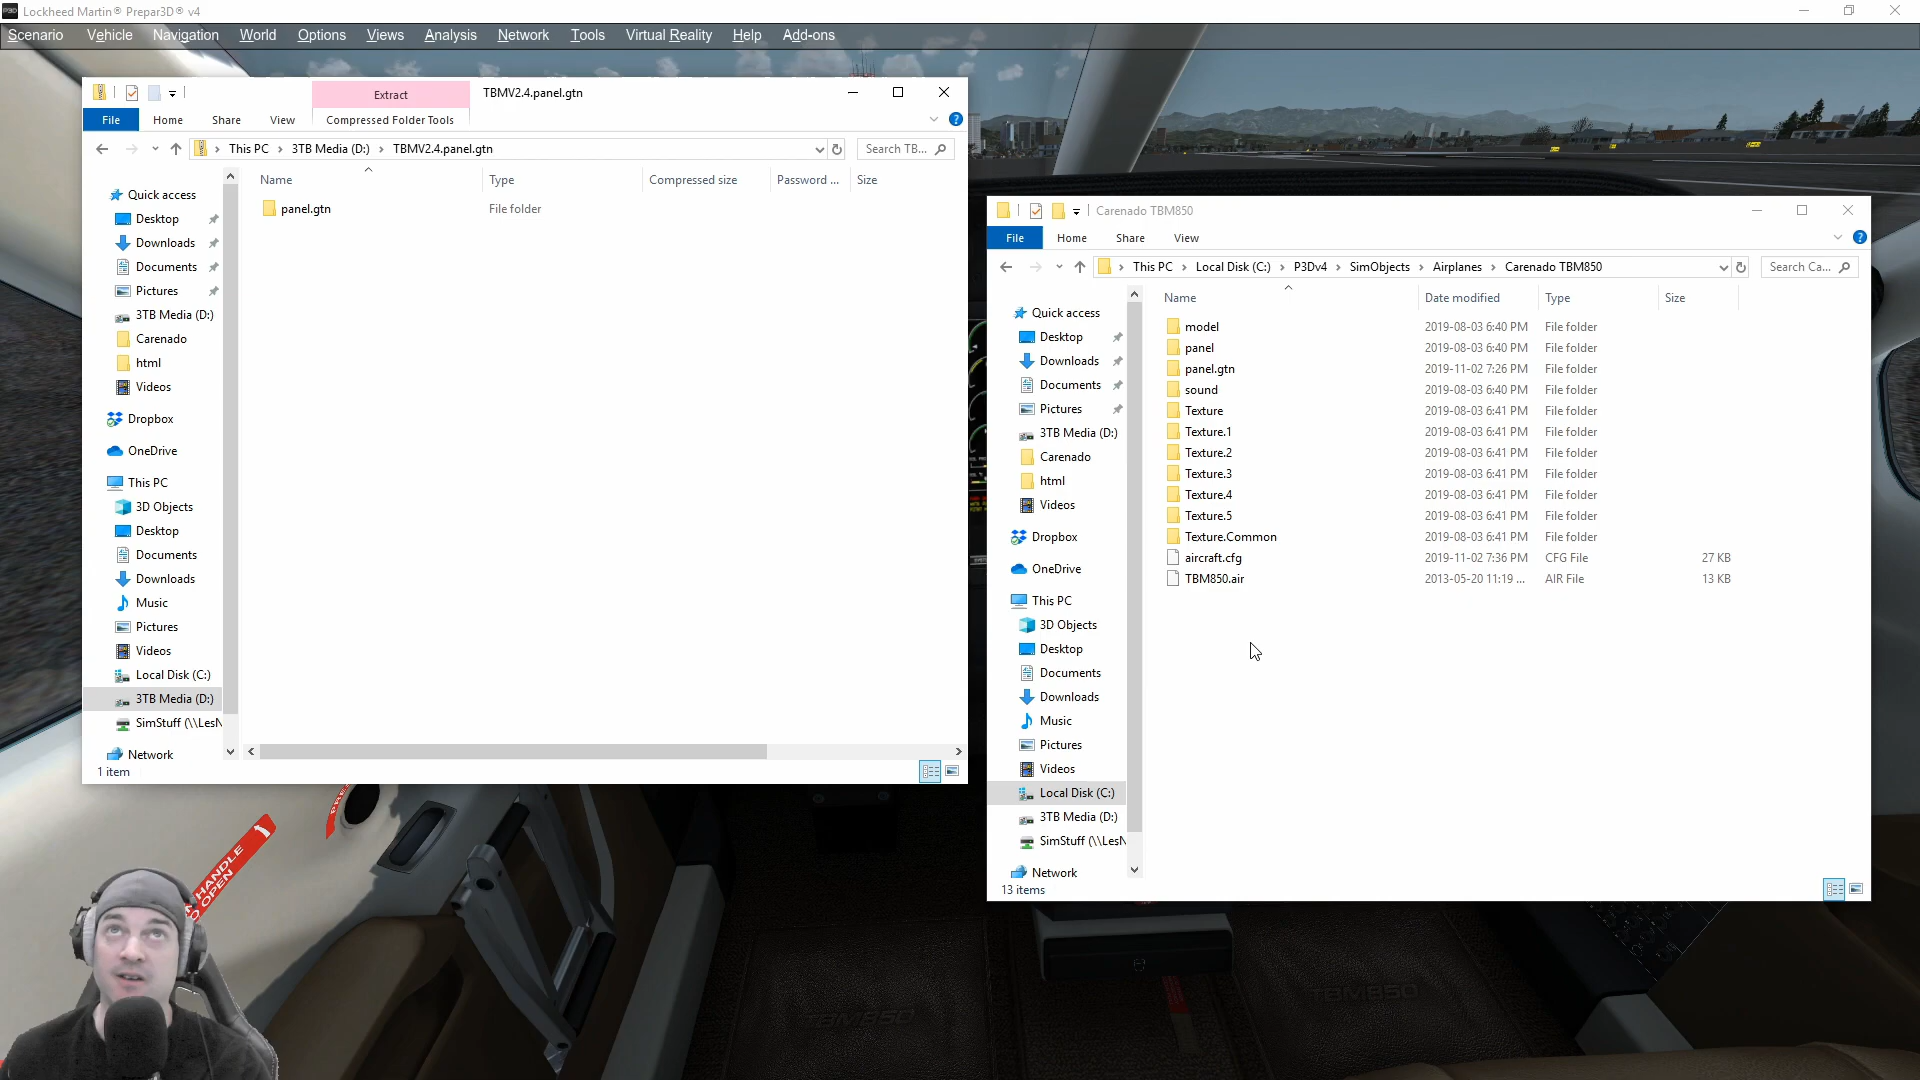 Lockheed Martin® Prepar3D® v4
Scenario Vehicle Navigation World Options Views Analysis Network Tools Virtual Reality Help Add-ons
Extract TBMV2.4.panel.gtn
File Home Share View Compressed Folder Tools
This PC 3TB Media (D:) TBMV2.4.panel.gtn Search TB...
Name Type Compressed size Password ... Size
panel.gtn File folder
Quick access
Desktop
Downloads
Documents
Pictures
3TB Media (D:)
Carenado
html
Videos
Dropbox
OneDrive
This PC
3D Objects
Desktop
Documents
Downloads
Music
Pictures
Videos
Local Disk (C:)
3TB Media (D:)
SimStuff (\\LesN
Network
1 item
Carenado TBM850
File Home Share View
This PC Local Disk (C:) P3Dv4 SimObjects Airplanes Carenado TBM850 Search Ca...
Name Date modified Type Size
model 2019-08-03 6:40 PM File folder
panel 2019-08-03 6:40 PM File folder
panel.gtn 2019-11-02 7:26 PM File folder
sound 2019-08-03 6:40 PM File folder
Texture 2019-08-03 6:41 PM File folder
Texture.1 2019-08-03 6:41 PM File folder
Texture.2 2019-08-03 6:41 PM File folder
Texture.3 2019-08-03 6:41 PM File folder
Texture.4 2019-08-03 6:41 PM File folder
Texture.5 2019-08-03 6:41 PM File folder
Texture.Common 2019-08-03 6:41 PM File folder
aircraft.cfg 2019-11-02 7:36 PM CFG File 27 KB
TBM850.air 2013-05-20 11:19 ... AIR File 13 KB
Quick access
Desktop
Downloads
Documents
Pictures
3TB Media (D:)
Carenado
html
Videos
Dropbox
OneDrive
This PC
3D Objects
Desktop
Documents
Downloads
Music
Pictures
Videos
Local Disk (C:)
3TB Media (D:)
SimStuff (\\LesN
Network
13 items
HANDLE
OPEN
TBM850
TBM850